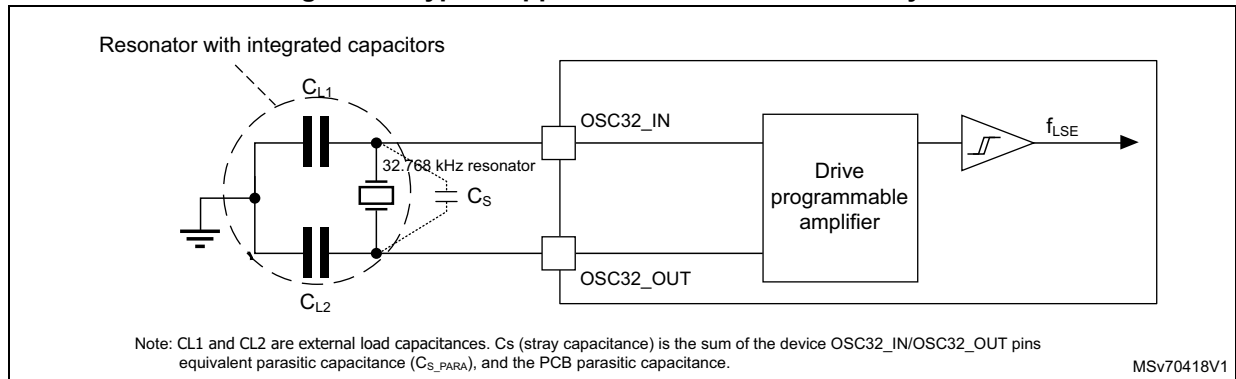 Resonator with integrated capacitors
CL1
OSC32_IN
fLSE
32.768 kHz resonator
CS
Drive
programmable
amplifier
OSC32_OUT
CL2
Note: CL1 and CL2 are external load capacitances. Cs (stray capacitance) is the sum of the device OSC32_IN/OSC32_OUT pins
equivalent parasitic capacitance (CS_PARA), and the PCB parasitic capacitance.
MSv70418V1